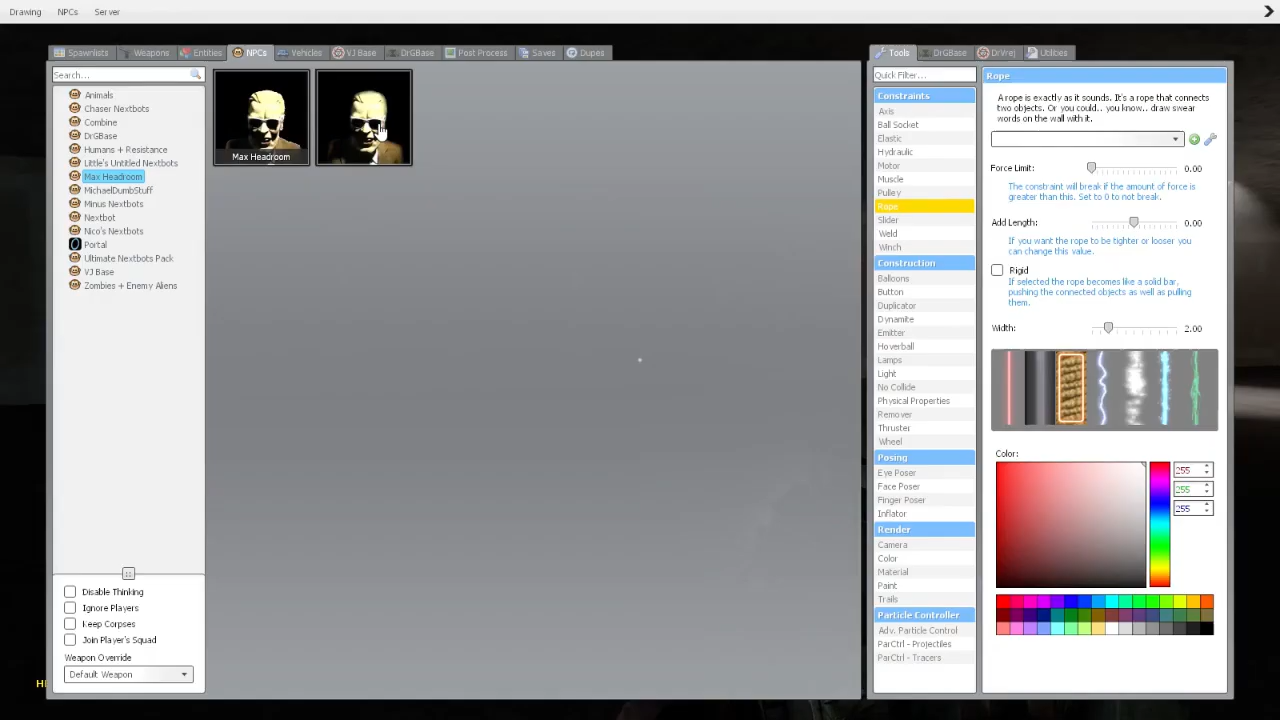 Drawing NPCs Server
Spawnlists Weapons Entities NPCs Vehicles VJ Base DrGBase Post Process Saves Dupes
Search...
Animals
Chaser Nextbots
Combine
DrGBase
Humans + Resistance
Little's Untitled Nextbots
Max Headroom
MichaelDumbStuff
Minus Nextbots
Nextbot
Nico's Nextbots
Portal
Ultimate Nextbots Pack
VJ Base
Zombies + Enemy Aliens
Disable Thinking
Ignore Players
Keep Corpses
Join Player's Squad
Weapon Override
Default Weapon
Max Headroom
Tools DrGBase DrVrej Utilities
Quick Filter...
Constraints
Axis
Ball Socket
Elastic
Hydraulic
Motor
Muscle
Pulley
Rope
Slider
Weld
Winch
Construction
Balloons
Button
Duplicator
Dynamite
Emitter
Hoverball
Lamps
Light
No Collide
Physical Properties
Remover
Thruster
Wheel
Posing
Eye Poser
Face Poser
Finger Poser
Inflator
Render
Camera
Color
Material
Paint
Trails
Particle Controller
Adv. Particle Control
ParCtrl - Projectiles
ParCtrl - Tracers
Rope
A rope is exactly as it sounds. It's a rope that connects
two objects. Or you could.. you know.. draw swear
words on the wall with it.
Force Limit: 0.00
The constraint will break if the amount of force is
greater than this. Set to 0 to not break.
Add Length: 0.00
If you want the rope to be tighter or looser you
can change this value.
Rigid
If selected the rope becomes like a solid bar,
pushing the connected objects as well as pulling
them.
Width: 2.00
Color:
255
255
255